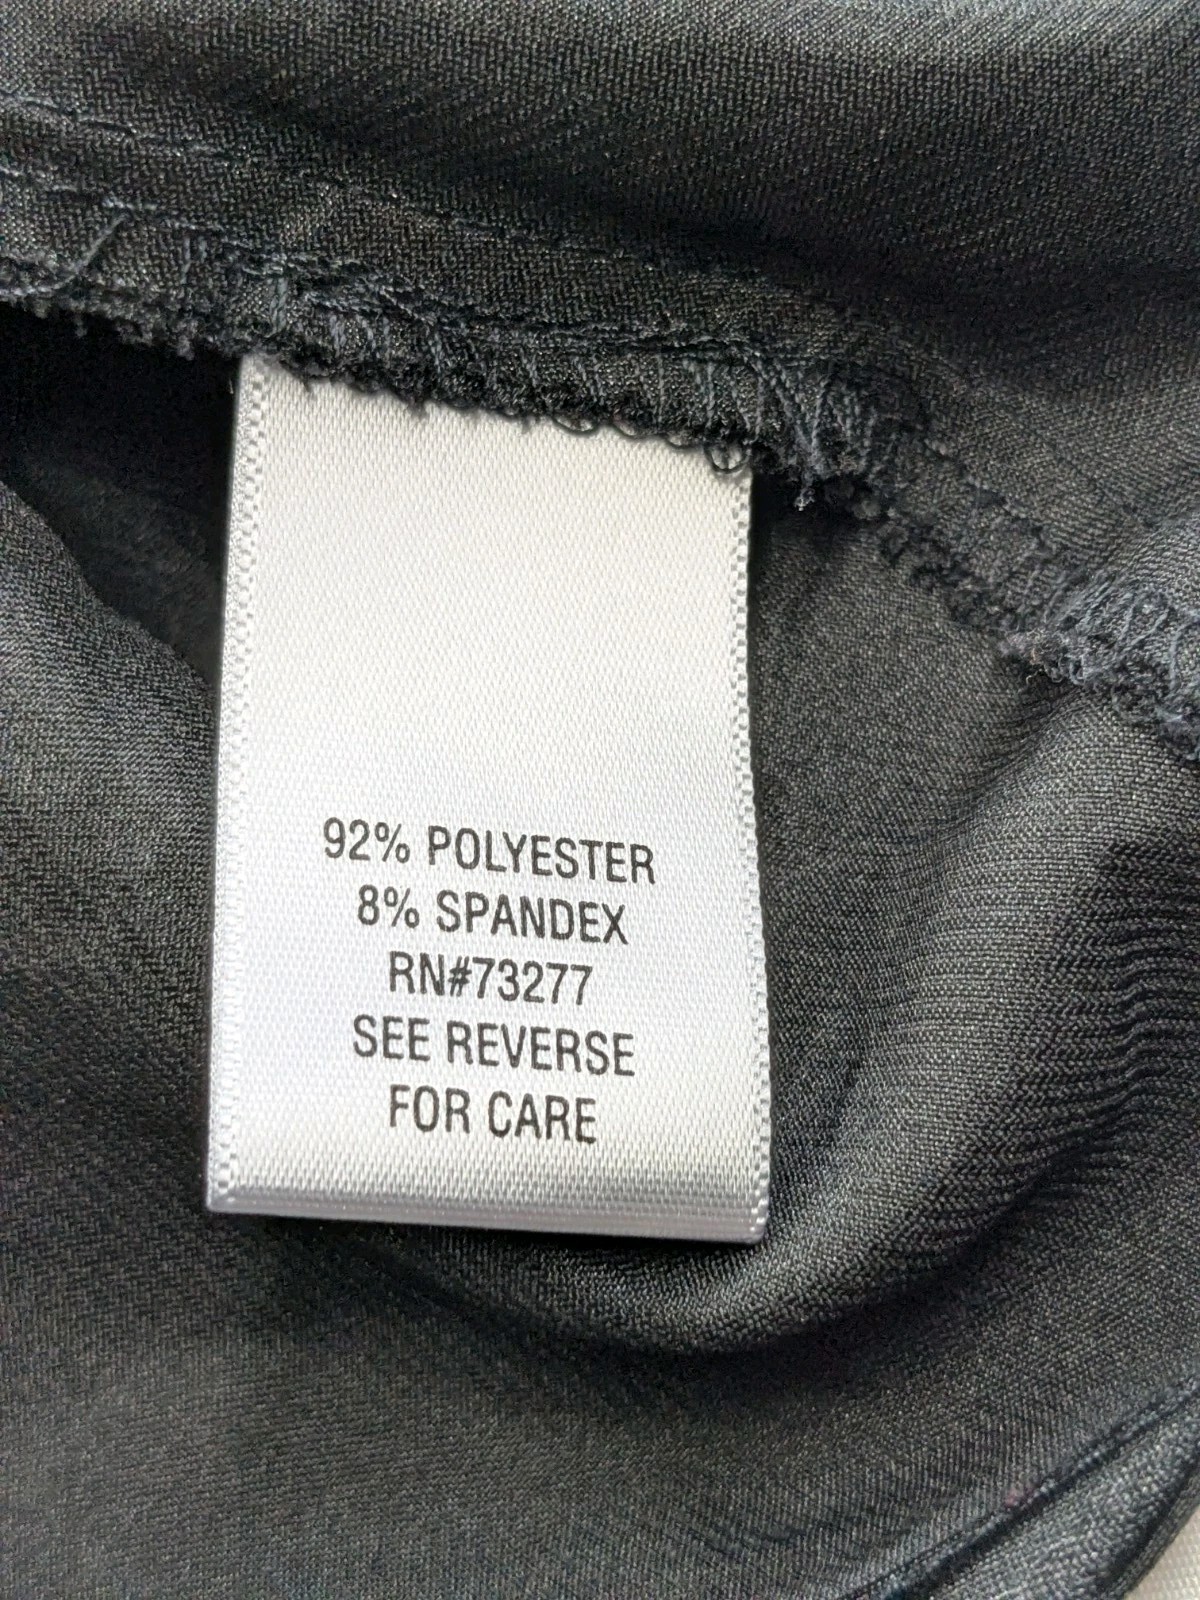 92% POLYESTER
8% SPANDEX
RN#73277
SEE REVERSE
FOR CARE